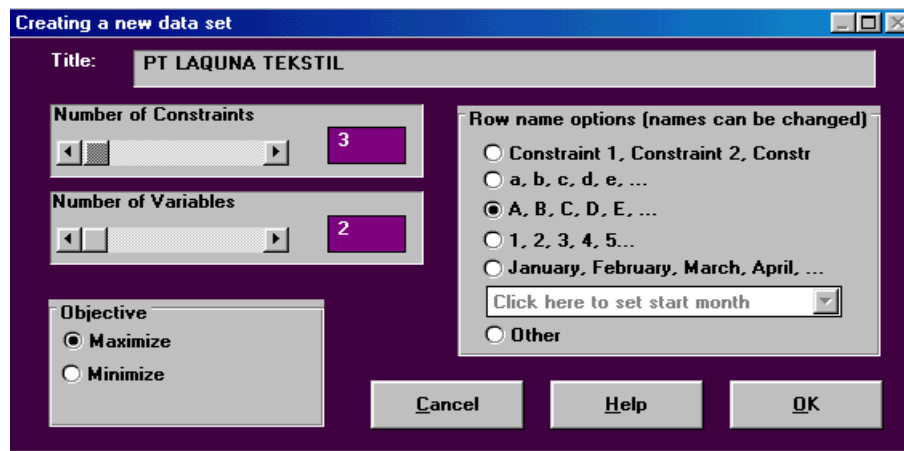 Creating a new data set
Title: PT LAQUNA TEKSTIL
Number of Constraints
3
Number of Variables
2
Objective
Maximize
Minimize
Row name options (names can be changed)
Constraint 1, Constraint 2, Constr
a, b, c, d, e, ...
A, B, C, D, E, ...
1, 2, 3, 4, 5...
January, February, March, April, ...
Click here to set start month
Other
Cancel
Help
OK